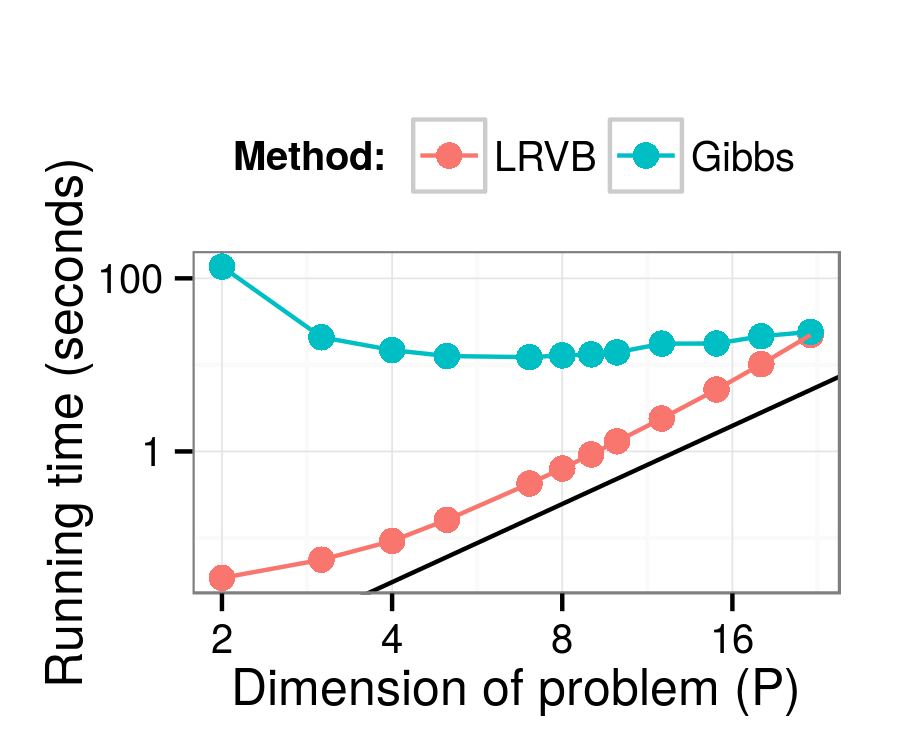 Method: LRVB Gibbs
Running time (seconds)
100
1
2 4 8 16
Dimension of problem (P)